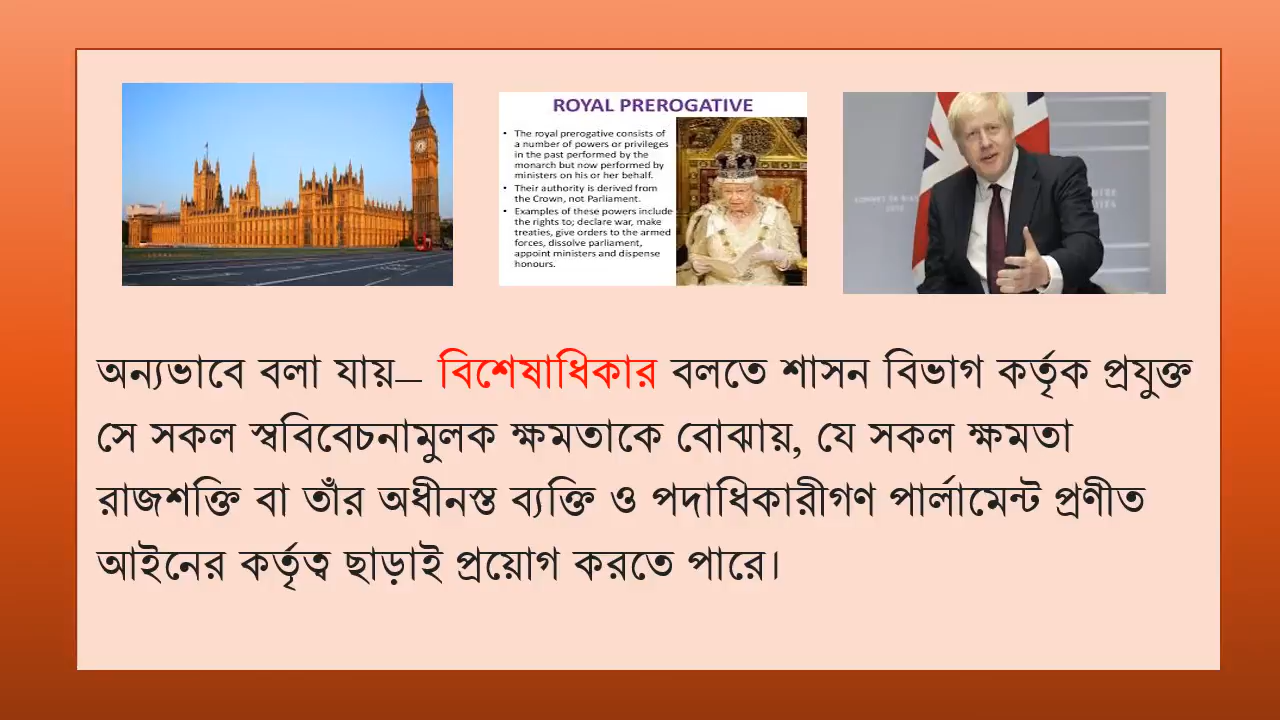 ROYAL PREROGATIVE
• The royal prerogative consists of
a number of powers or privileges
in the past performed by the
monarch but now performed by
ministers on his or her behalf.
• Their authority is derived from
the Crown, not Parliament.
• Examples of these powers include
the rights to; declare war, make
treaties, give orders to the armed
forces, dissolve parliament,
appoint ministers and dispense
honours.
অন্যভাবে বলা যায়– বিশেষাধিকার বলতে শাসন বিভাগ কর্তৃক প্রযুক্ত
সে সকল স্ববিবেচনামুলক ক্ষমতাকে বোঝায়, যে সকল ক্ষমতা
রাজশক্তি বা তাঁর অধীনস্ত ব্যক্তি ও পদাধিকারীগণ পার্লামেন্ট প্রণীত
আইনের কর্তৃত্ব ছাড়াই প্রয়োগ করতে পারে।